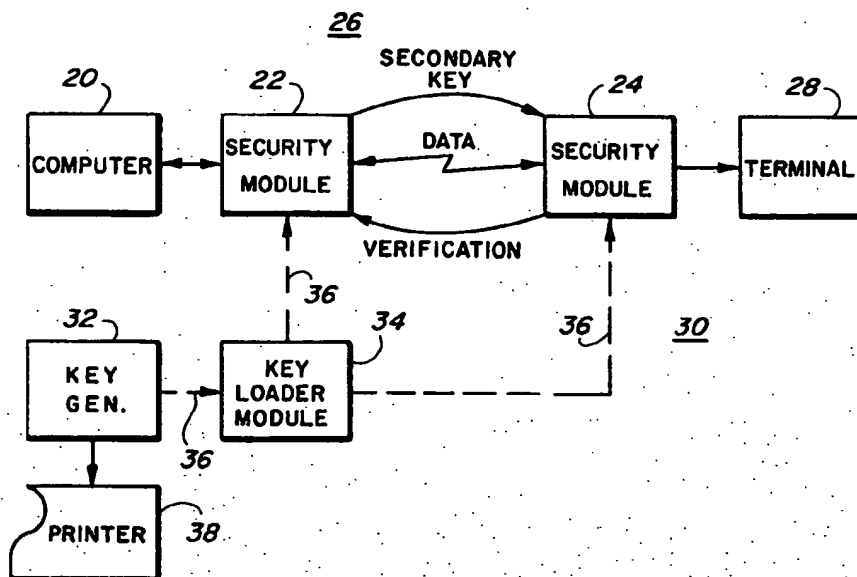 26
SECONDARY
KEY
20
22
24
28
COMPUTER
SECURITY
MODULE
DATA
SECURITY
MODULE
TERMINAL
VERIFICATION
36
36
30
32
34
KEY
GEN.
36
KEY
LOADER
MODULE
PRINTER
38